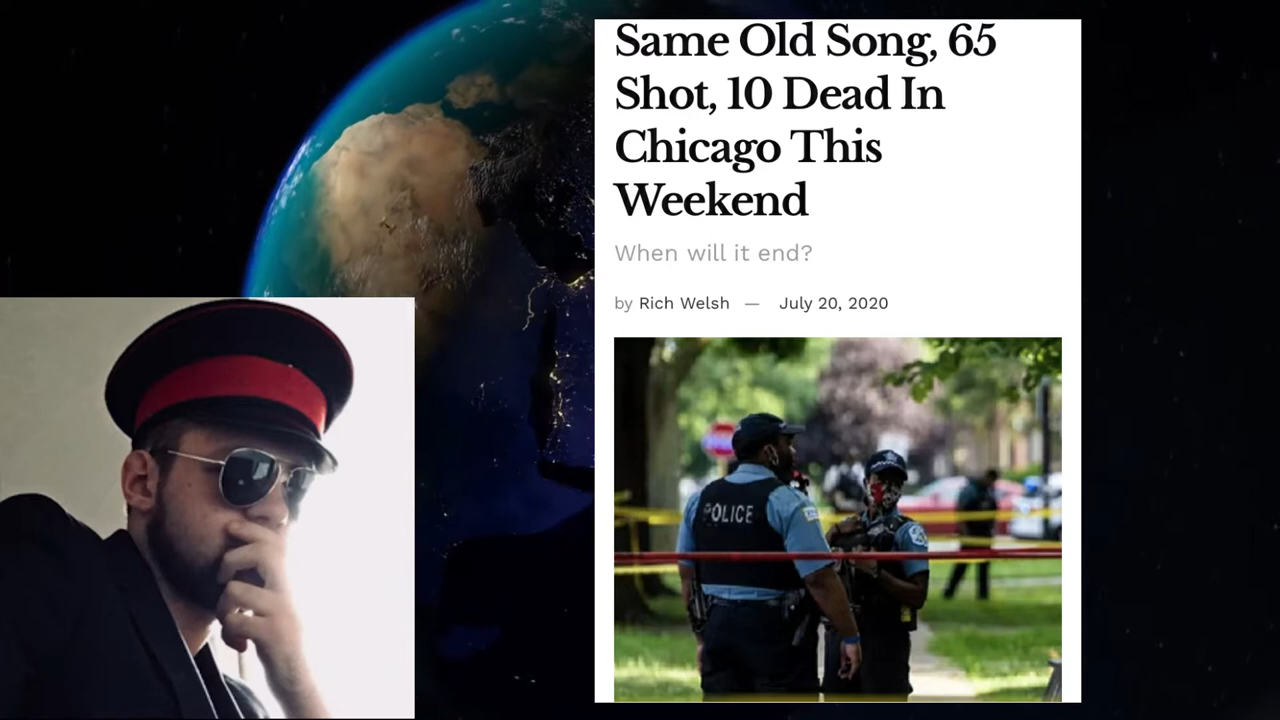 Same Old Song, 65
Shot, 10 Dead In
Chicago This
Weekend
When will it end?
by Rich Welsh — July 20, 2020
POLICE